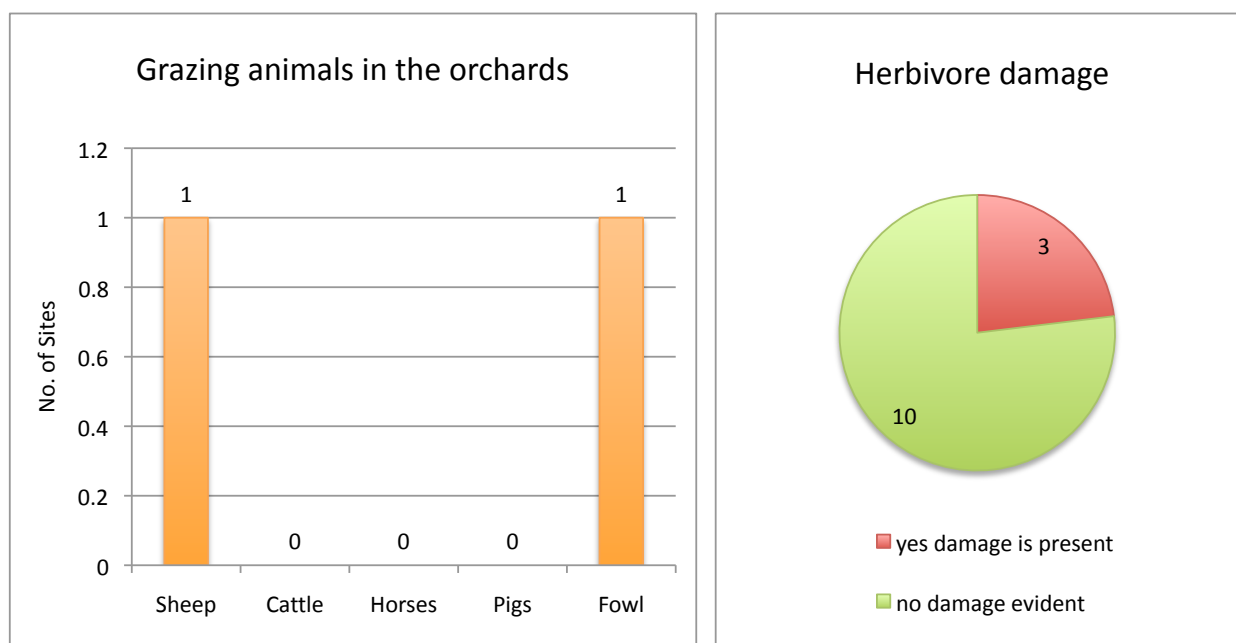 Grazing animals in the orchards
No. of Sites
1.2
1
0.8
0.6
0.4
0.2
0
1
0
0
0
1
Sheep Cattle Horses Pigs Fowl
Herbivore damage
3
10
yes damage is present
no damage evident